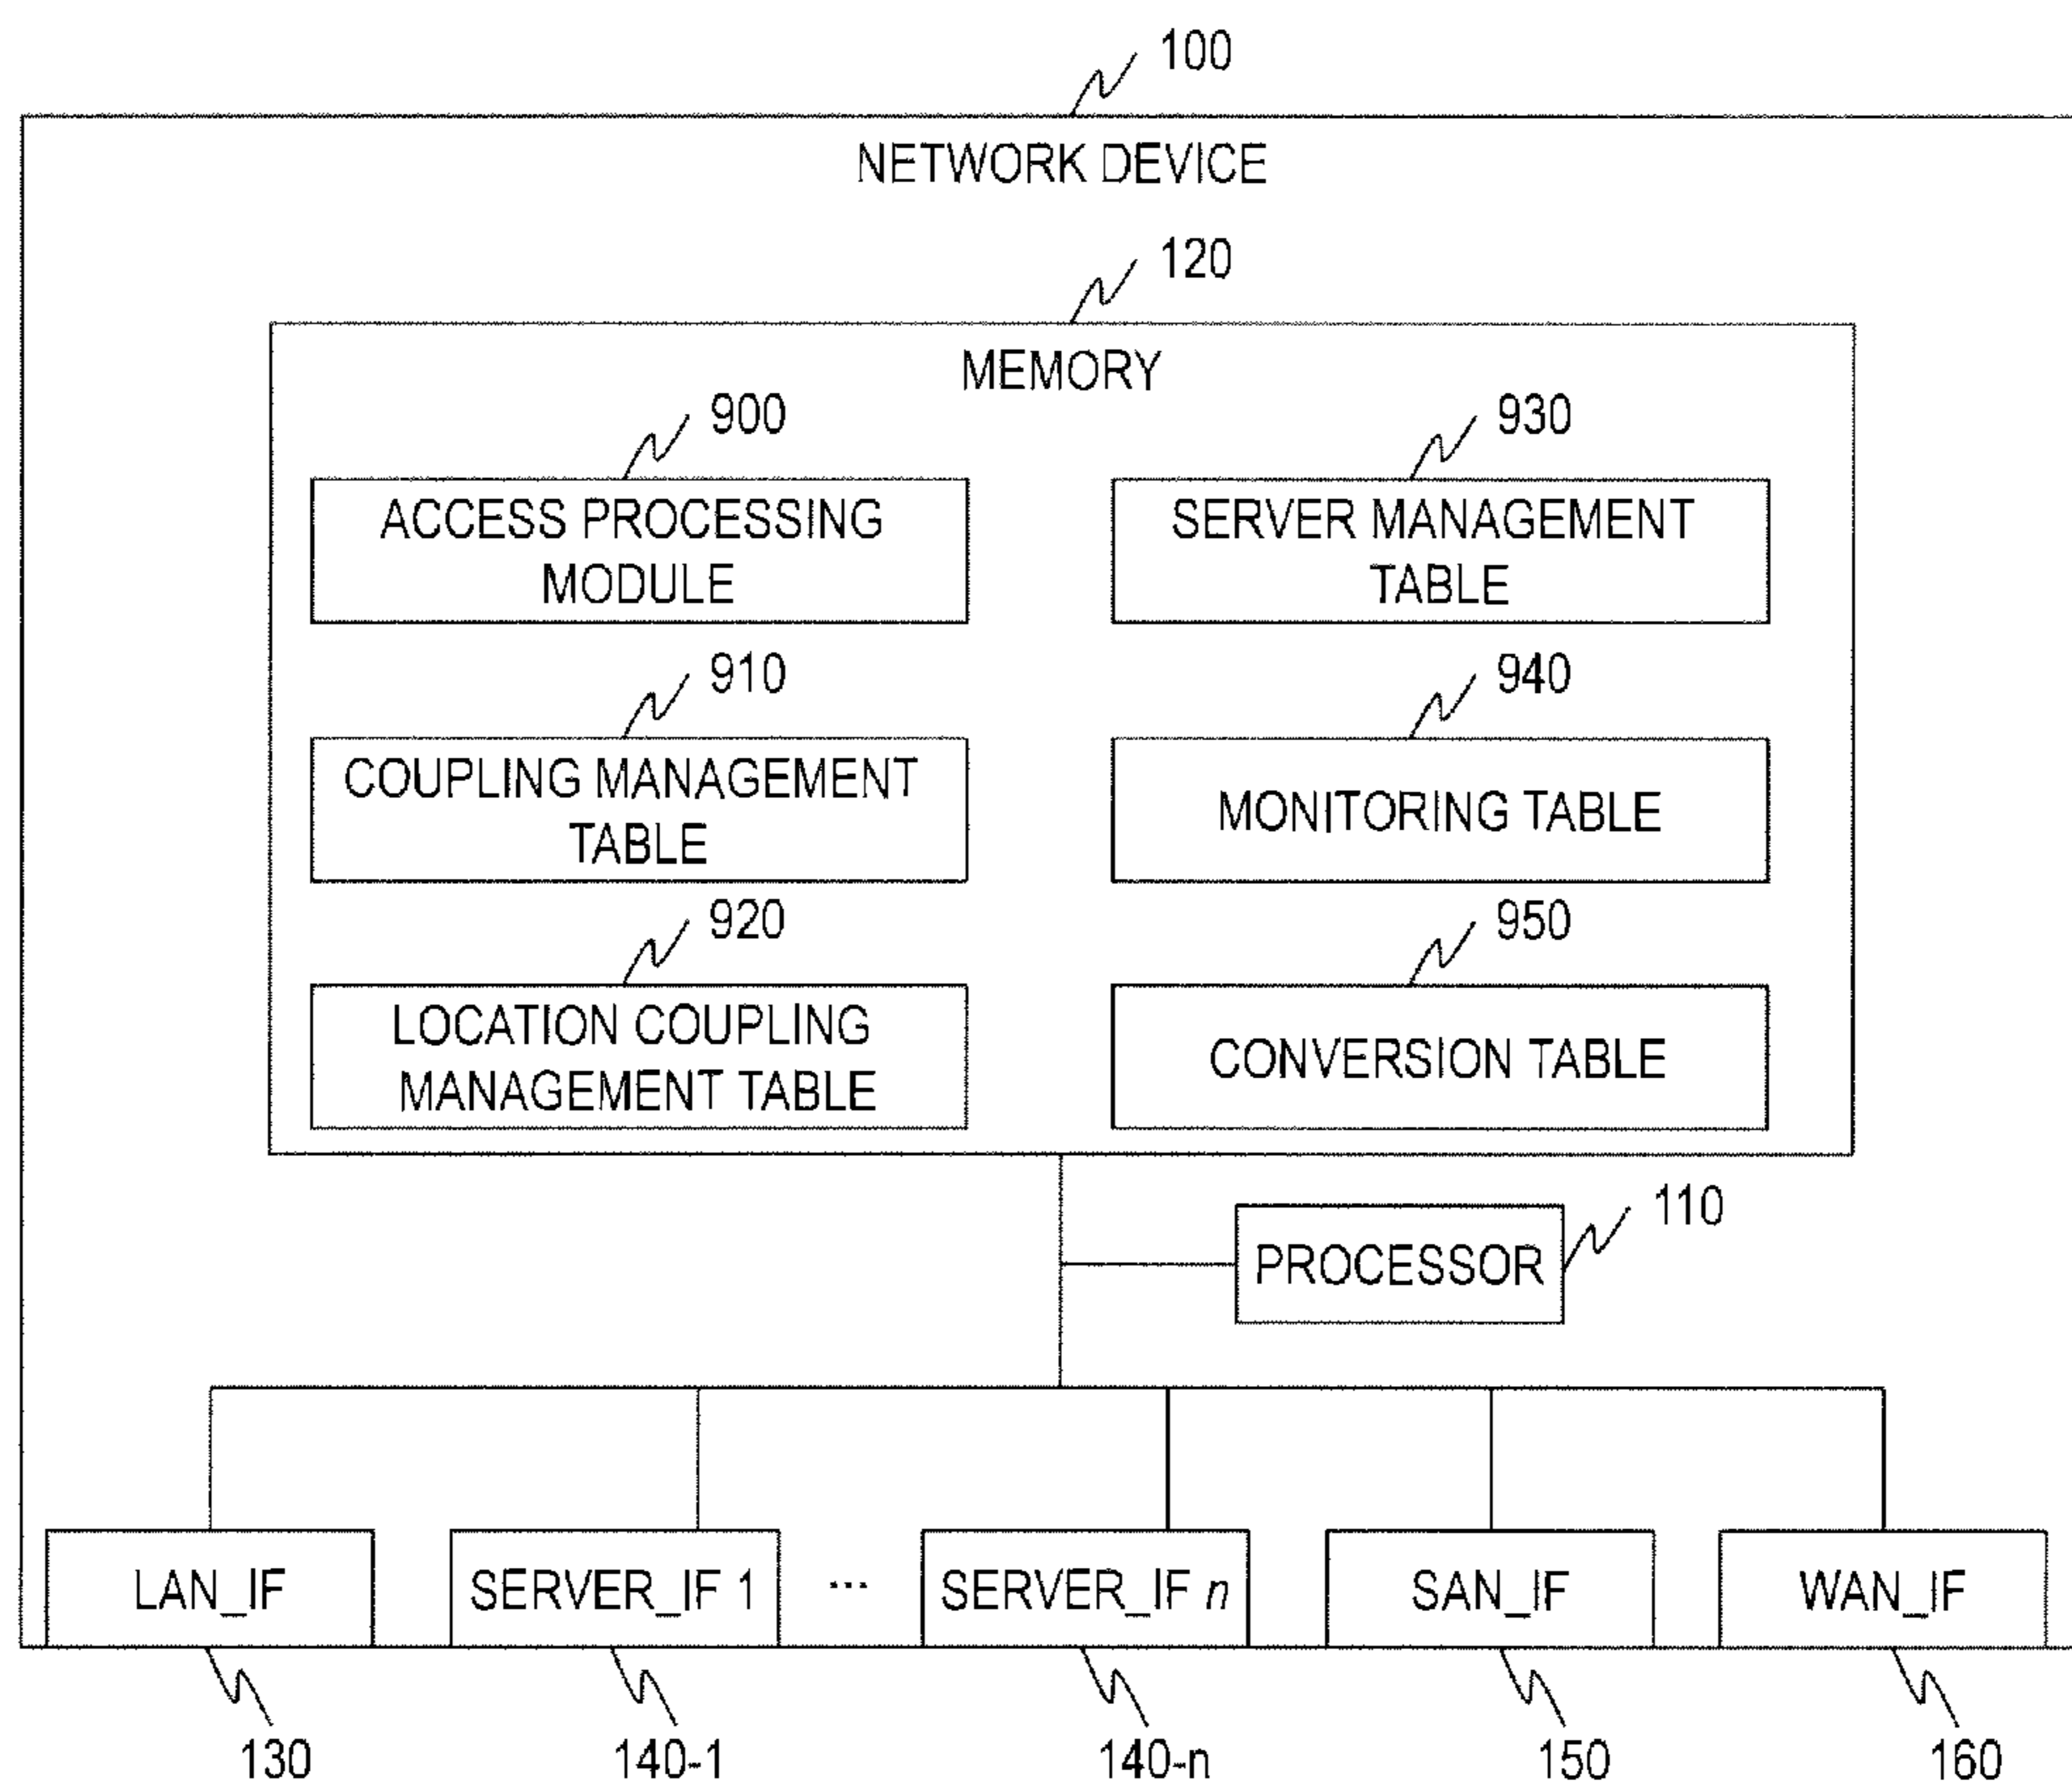 100
NETWORK DEVICE
120
MEMORY
900
930
ACCESS PROCESSING
MODULE
SERVER MANAGEMENT
TABLE
910
940
COUPLING MANAGEMENT
TABLE
MONITORING TABLE
920
950
LOCATION COUPLING
MANAGEMENT TABLE
CONVERSION TABLE
110
PROCESSOR
LAN_IF
SERVER_IF 1
...
SERVER_IF n
SAN_IF
WAN_IF
130
140-1
140-n
150
160